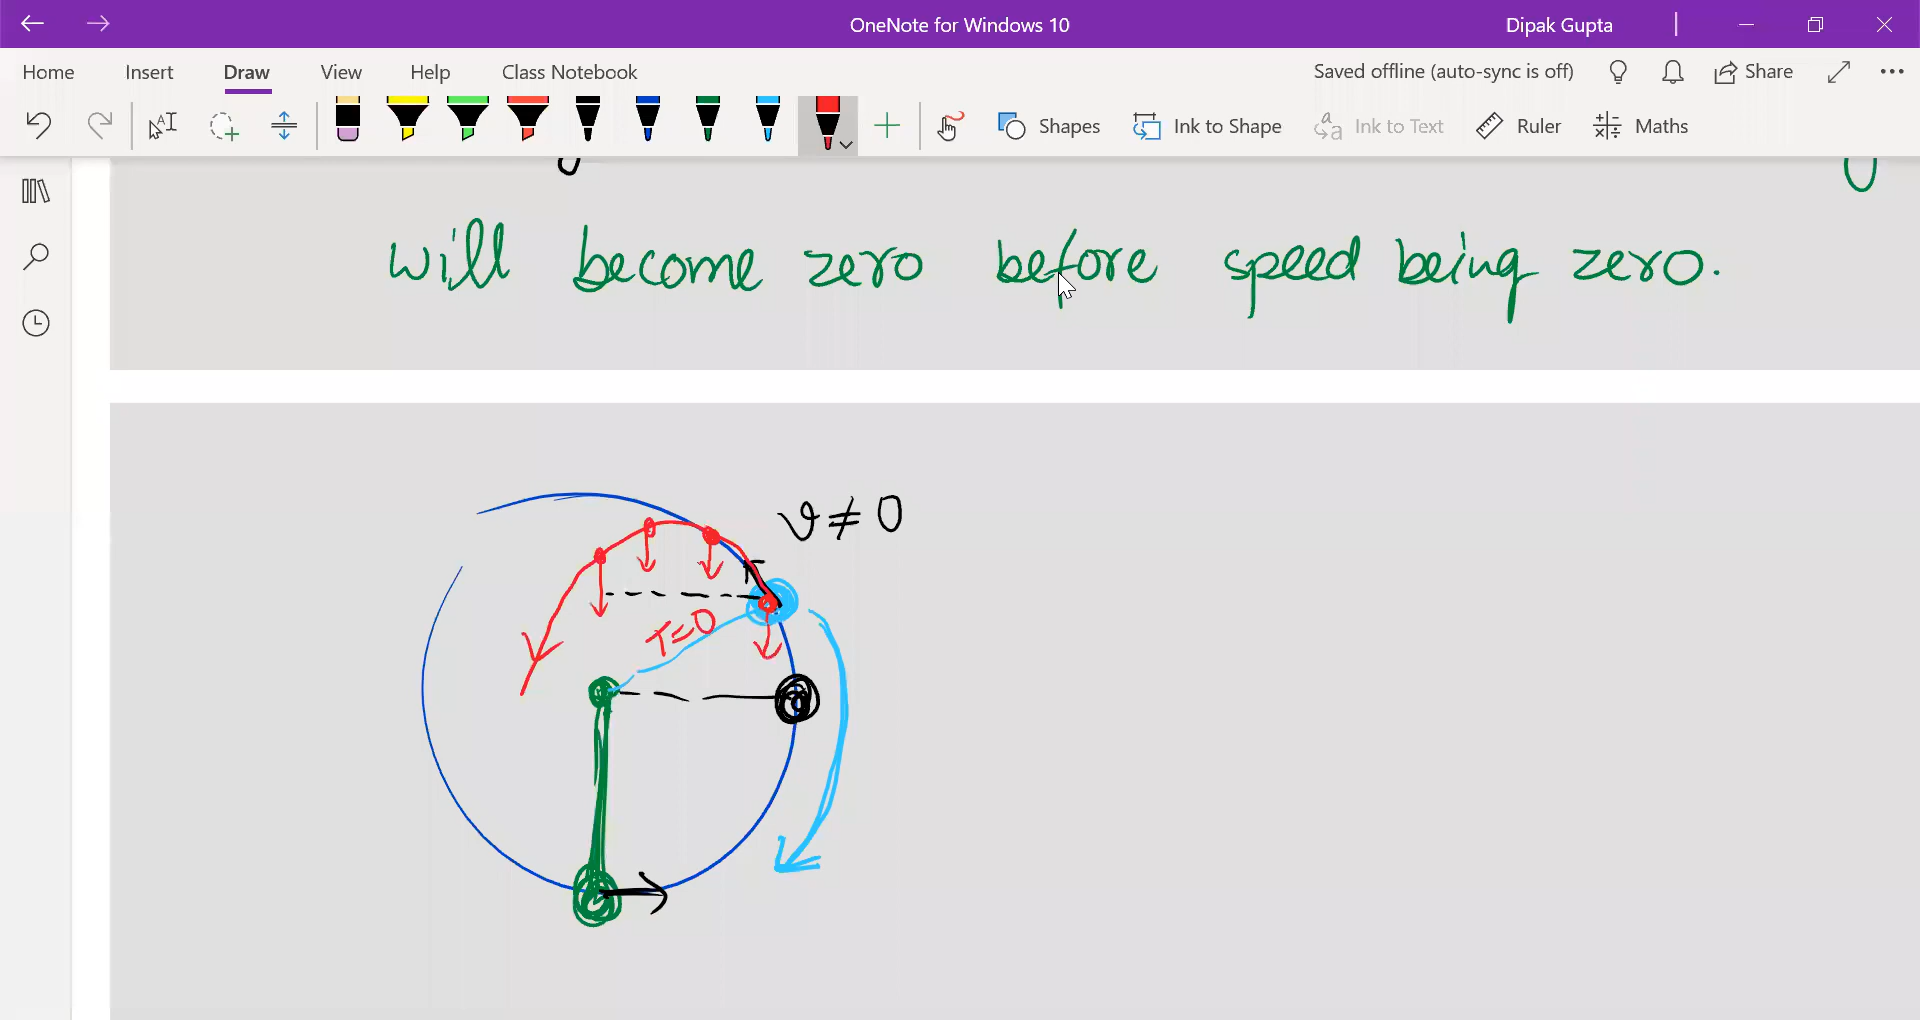 OneNote for Windows 10
Dipak Gupta
Home Insert Draw View Help Class Notebook
Saved offline (auto-sync is off) Share
Shapes Ink to Shape Ink to Text Ruler Maths
will become zero before speed being zero.
v≠0
T=0